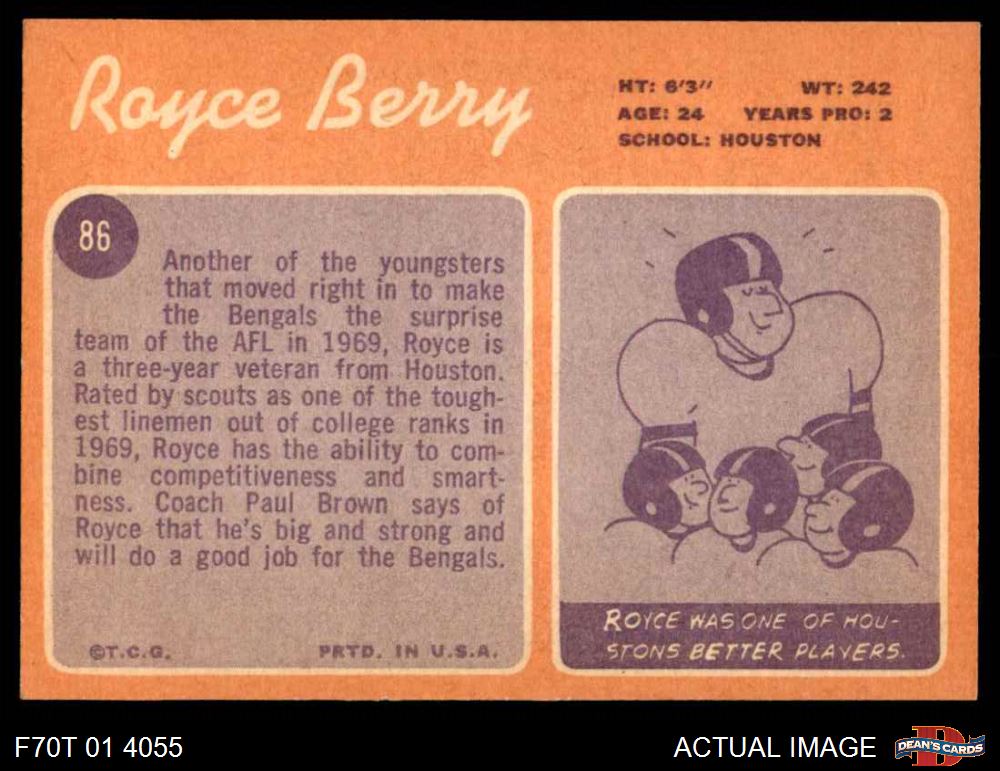 Royce Berry
HT: 6'3" WT: 242
AGE: 24 YEARS PRO: 2
SCHOOL: HOUSTON
86
Another of the youngsters
that moved right in to make
the Bengals the surprise
team of the AFL in 1969, Royce is
a three-year veteran from Houston.
Rated by scouts as one of the tough-
est linemen out of college ranks in
1969, Royce has the ability to com-
bine competitiveness and smart-
ness. Coach Paul Brown says of
Royce that he's big and strong and
will do a good job for the Bengals.
©T.C.G. PRTD. IN U.S.A.
ROYCE WAS ONE OF HOU-
STONS BETTER PLAYERS.
F70T 01 4055
ACTUAL IMAGE
D
DEAN'S CARDS